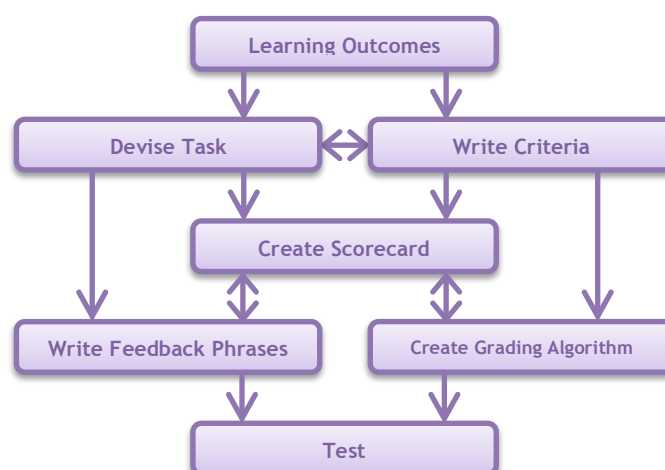 Learning Outcomes
Devise Task
Write Criteria
Create Scorecard
Write Feedback Phrases
Create Grading Algorithm
Test